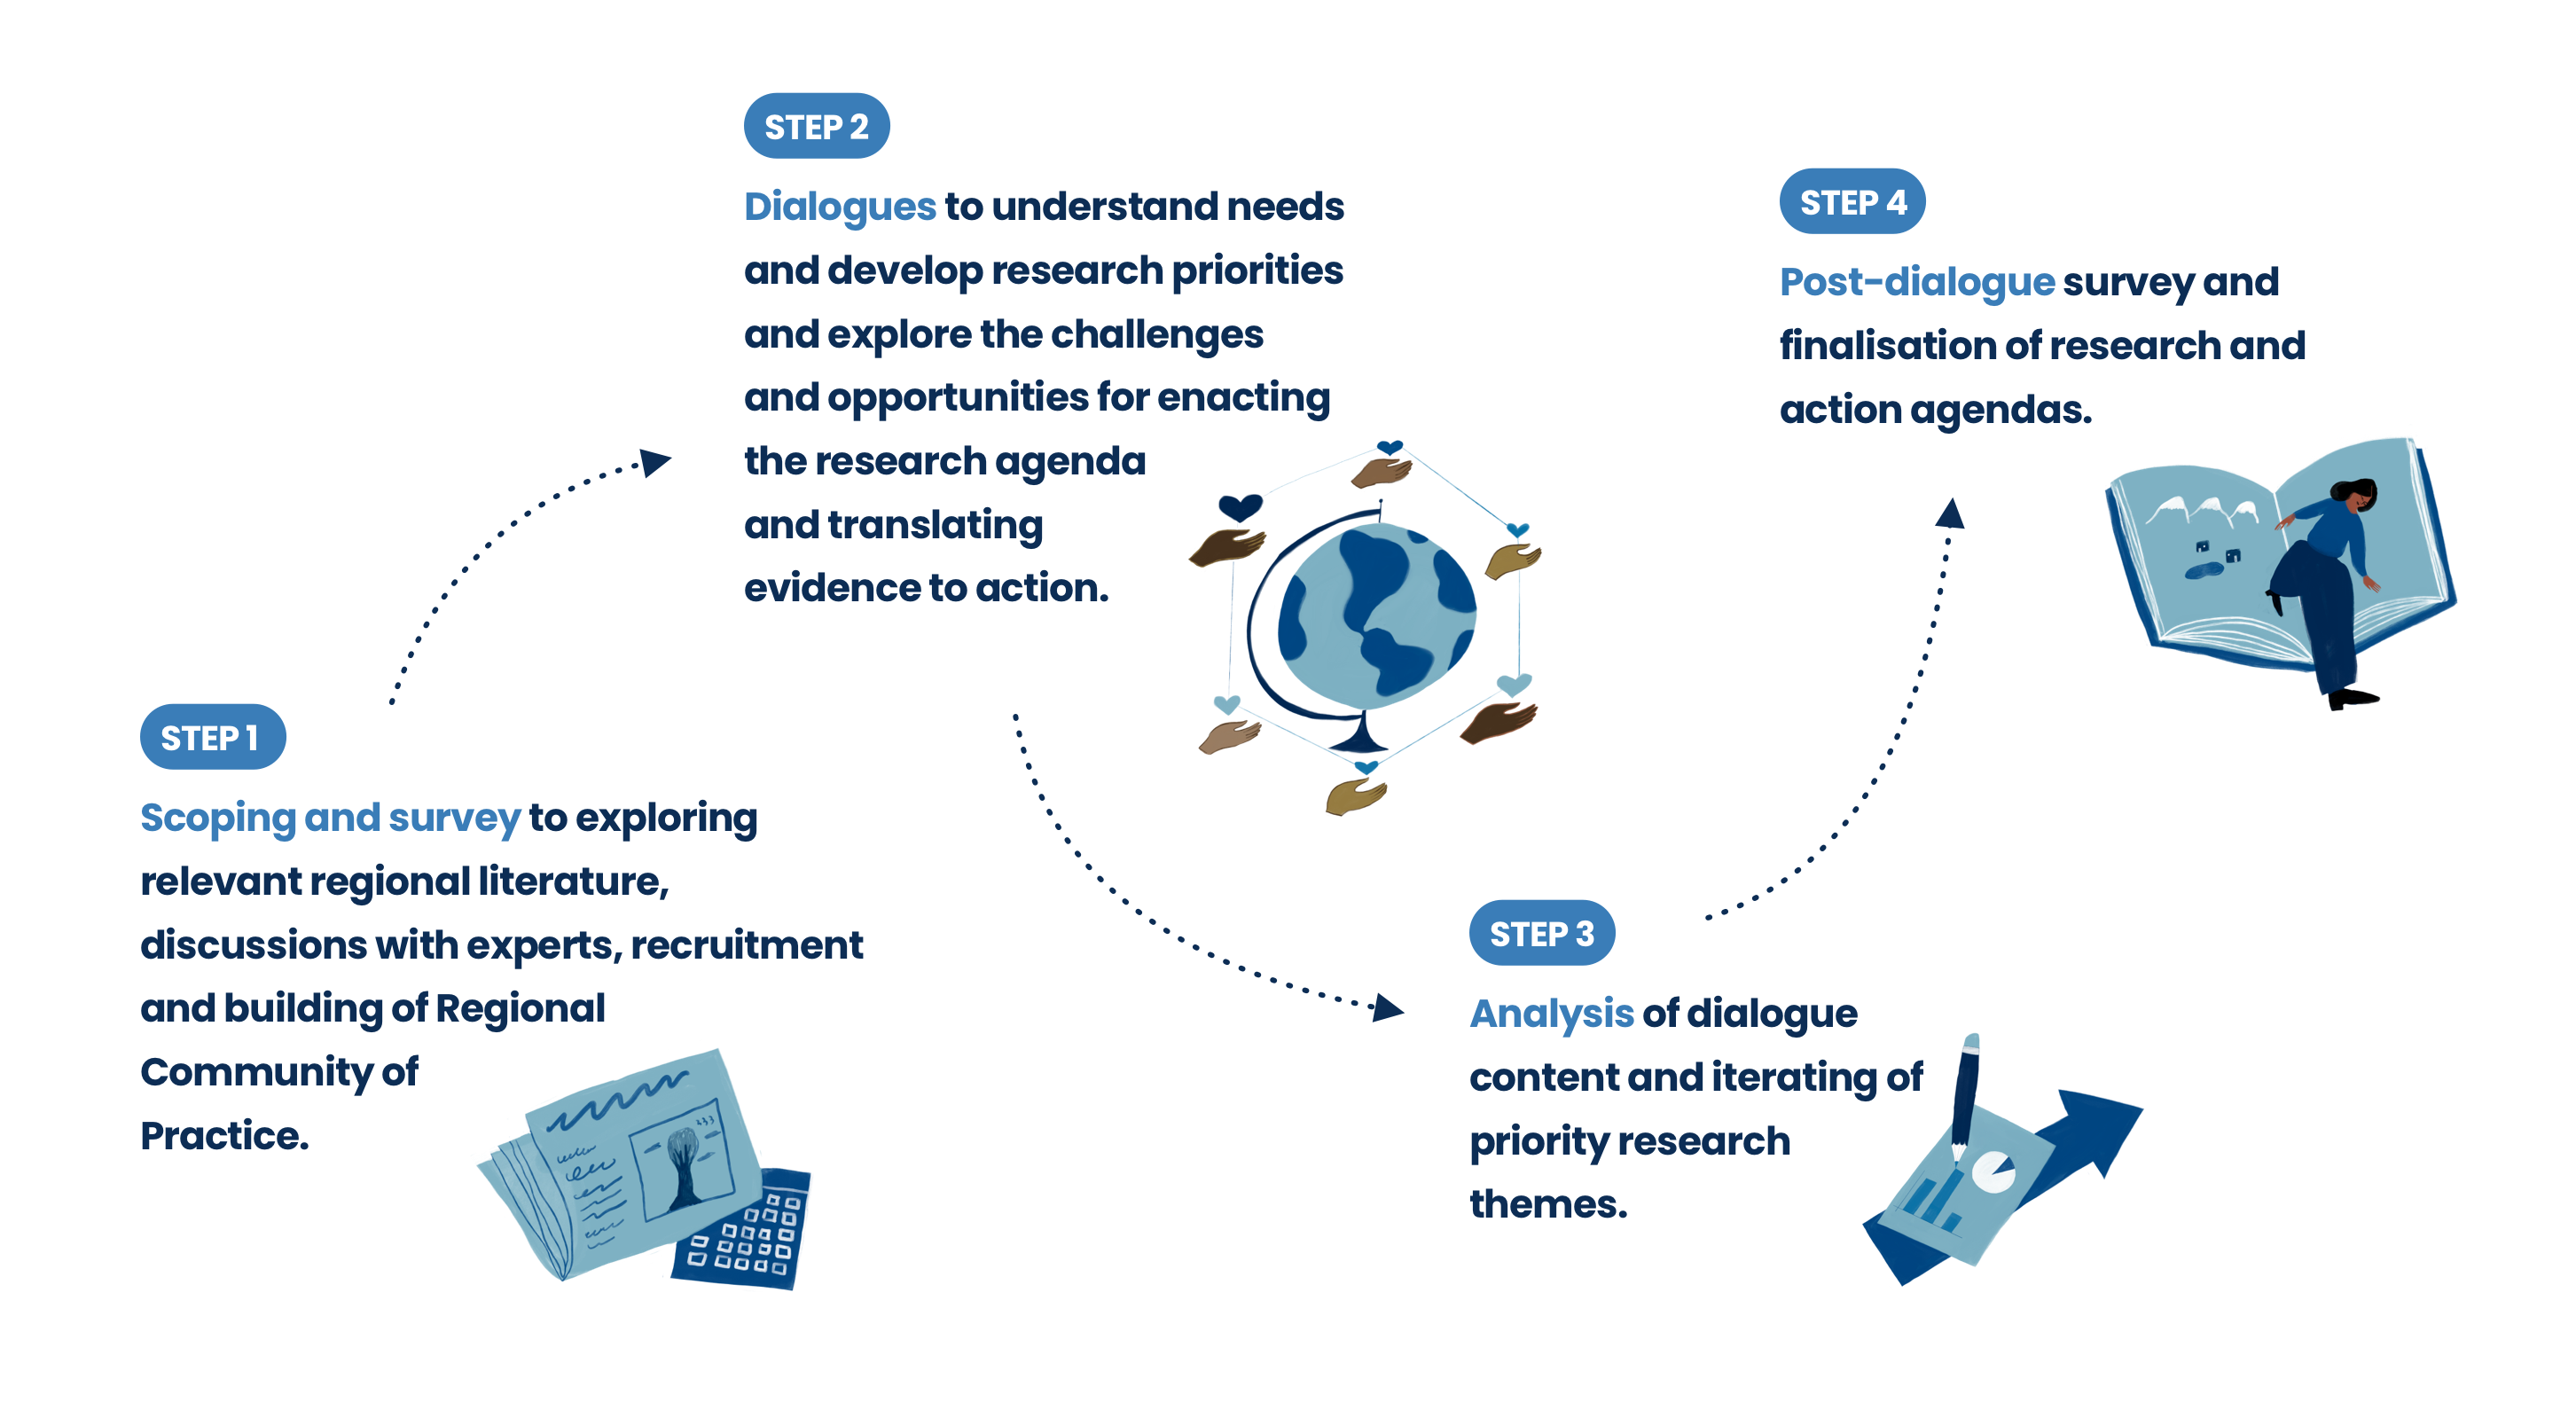 STEP 1
Scoping and survey to exploring
relevant regional literature,
discussions with experts, recruitment
and building of Regional
Community of
Practice.
STEP 2
Dialogues to understand needs
and develop research priorities
and explore the challenges
and opportunities for enacting
the research agenda
and translating
evidence to action.
STEP 3
Analysis of dialogue
content and iterating of
priority research
themes.
STEP 4
Post-dialogue survey and
finalisation of research and
action agendas.